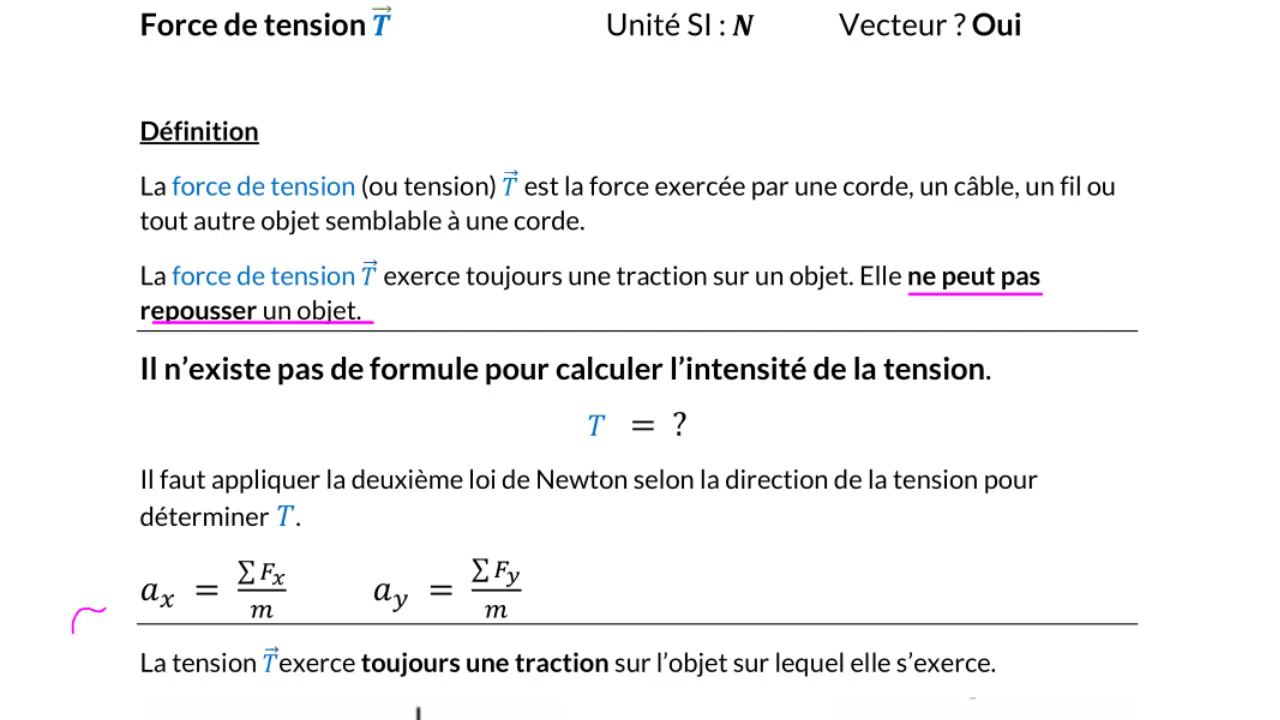 Force de tension T⃗ Unité SI : N Vecteur ? Oui
Définition
La force de tension (ou tension) T⃗ est la force exercée par une corde, un câble, un fil ou
tout autre objet semblable à une corde.
La force de tension T⃗ exerce toujours une traction sur un objet. Elle ne peut pas
repousser un objet.
Il n’existe pas de formule pour calculer l’intensité de la tension.
T = ?
Il faut appliquer la deuxième loi de Newton selon la direction de la tension pour
déterminer T.
aₓ = ∑Fₓ/m a_y = ∑F_y/m
La tension T⃗ exerce toujours une traction sur l’objet sur lequel elle s’exerce.